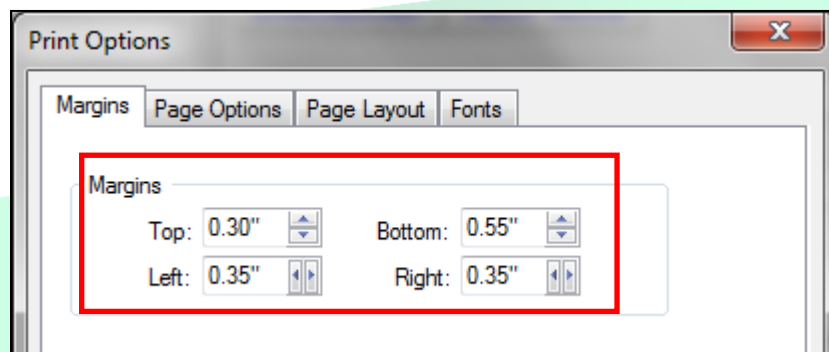 Print Options
Margins Page Options Page Layout Fonts
Margins
Top: 0.30" Bottom: 0.55"
Left: 0.35" Right: 0.35"